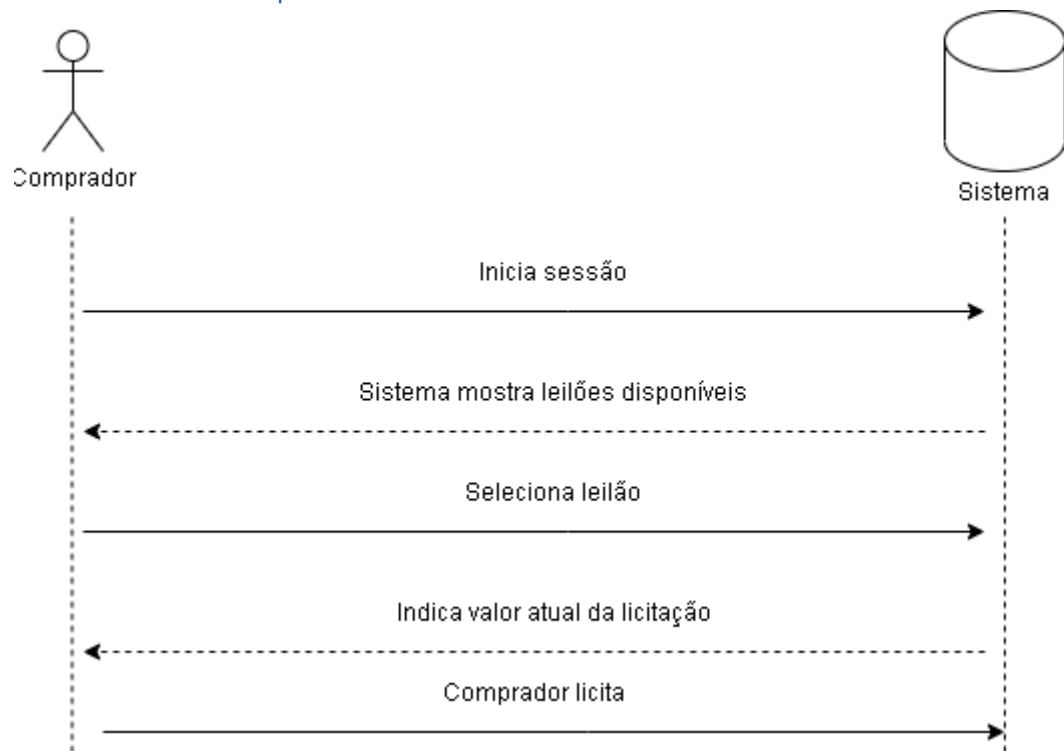 Comprador
Sistema
Inicia sessão
Sistema mostra leilões disponíveis
Seleciona leilão
Indica valor atual da licitação
Comprador licita